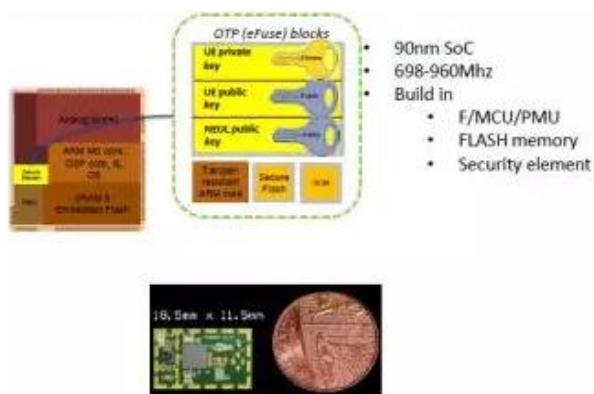 OTP (eFuse) blocks
UE private
key
UE public
key
NEUL public
key
Tamper
resistant
ARM core
Secure
Flash
ARM M0 core,
DSP core, IL
SRAM &
Embedded Flash
• 90nm SoC
• 698-960Mhz
• Build in
• F/MCU/PMU
• FLASH memory
• Security element
18.5mm x 11.5mm